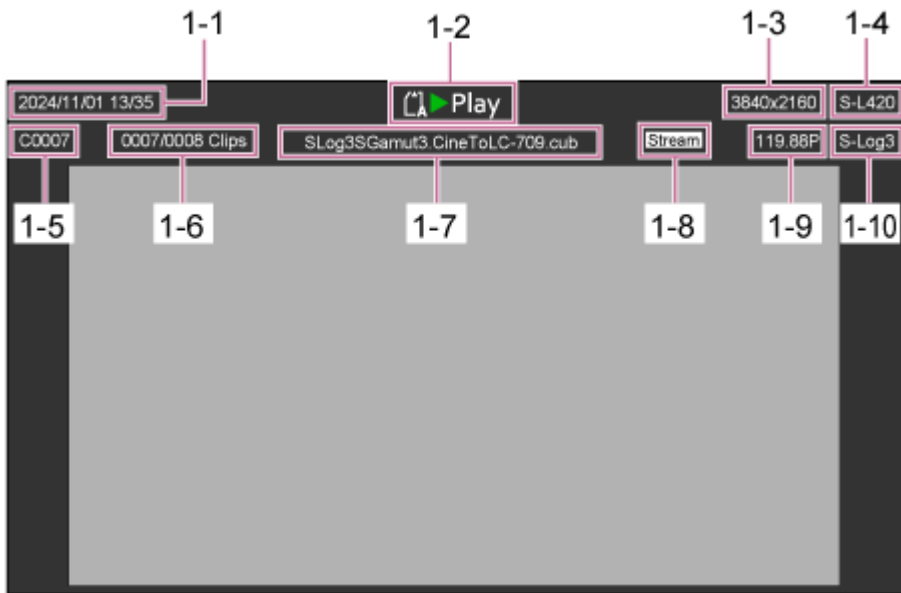 1-1 1-2 1-3 1-4
2024/11/01 13/35 A Play 3840x2160 S-L420
C0007 0007/0008 Clips SLog3SGamut3.CineToLC-709.cub Stream 119.88P S-Log3
1-5 1-6 1-7 1-8 1-9 1-10